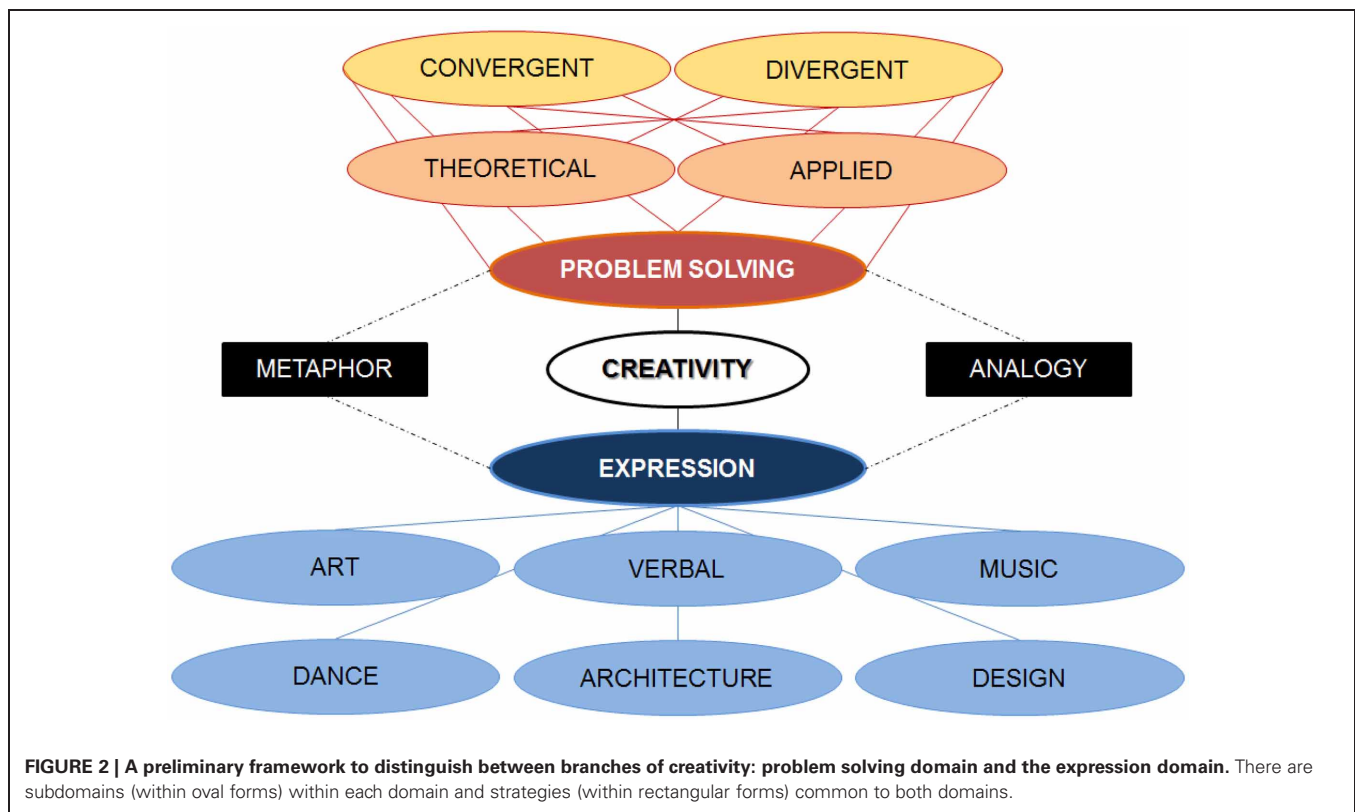 CONVERGENT DIVERGENT
THEORETICAL APPLIED
PROBLEM SOLVING
METAPHOR CREATIVITY ANALOGY
EXPRESSION
ART VERBAL MUSIC
DANCE ARCHITECTURE DESIGN
FIGURE 2 | A preliminary framework to distinguish between branches of creativity: problem solving domain and the expression domain. There are
subdomains (within oval forms) within each domain and strategies (within rectangular forms) common to both domains.